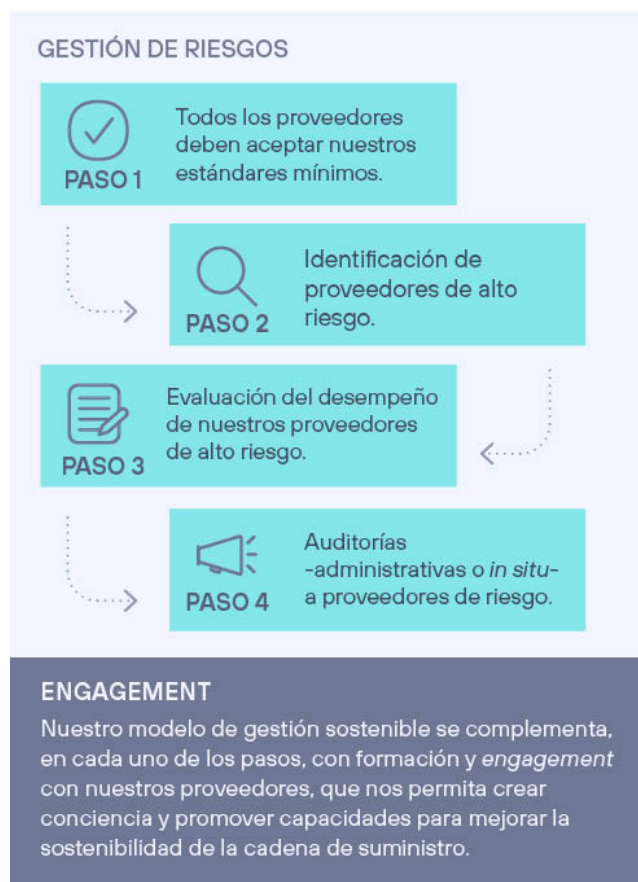 GESTIÓN DE RIESGOS
PASO 1
Todos los proveedores
deben aceptar nuestros
estándares mínimos.
PASO 2
Identificación de
proveedores de alto
riesgo.
PASO 3
Evaluación del desempeño
de nuestros proveedores
de alto riesgo.
PASO 4
Auditorías
-administrativas o in situ-
a proveedores de riesgo.
ENGAGEMENT
Nuestro modelo de gestión sostenible se complementa,
en cada uno de los pasos, con formación y engagement
con nuestros proveedores, que nos permita crear
conciencia y promover capacidades para mejorar la
sostenibilidad de la cadena de suministro.